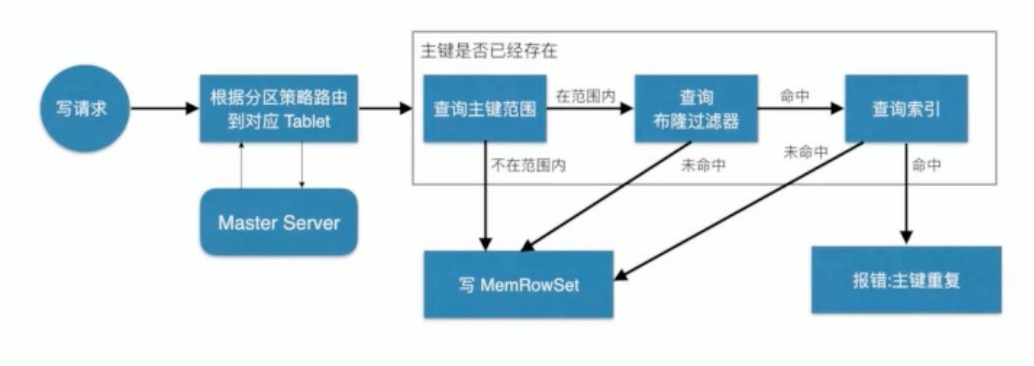 主键是否已经存在
写请求
根据分区策略路由
到对应 Tablet
查询主键范围
在范围内
查询
布隆过滤器
命中
查询索引
不在范围内
未命中
未命中
命中
Master Server
写 MemRowSet
报错:主键重复